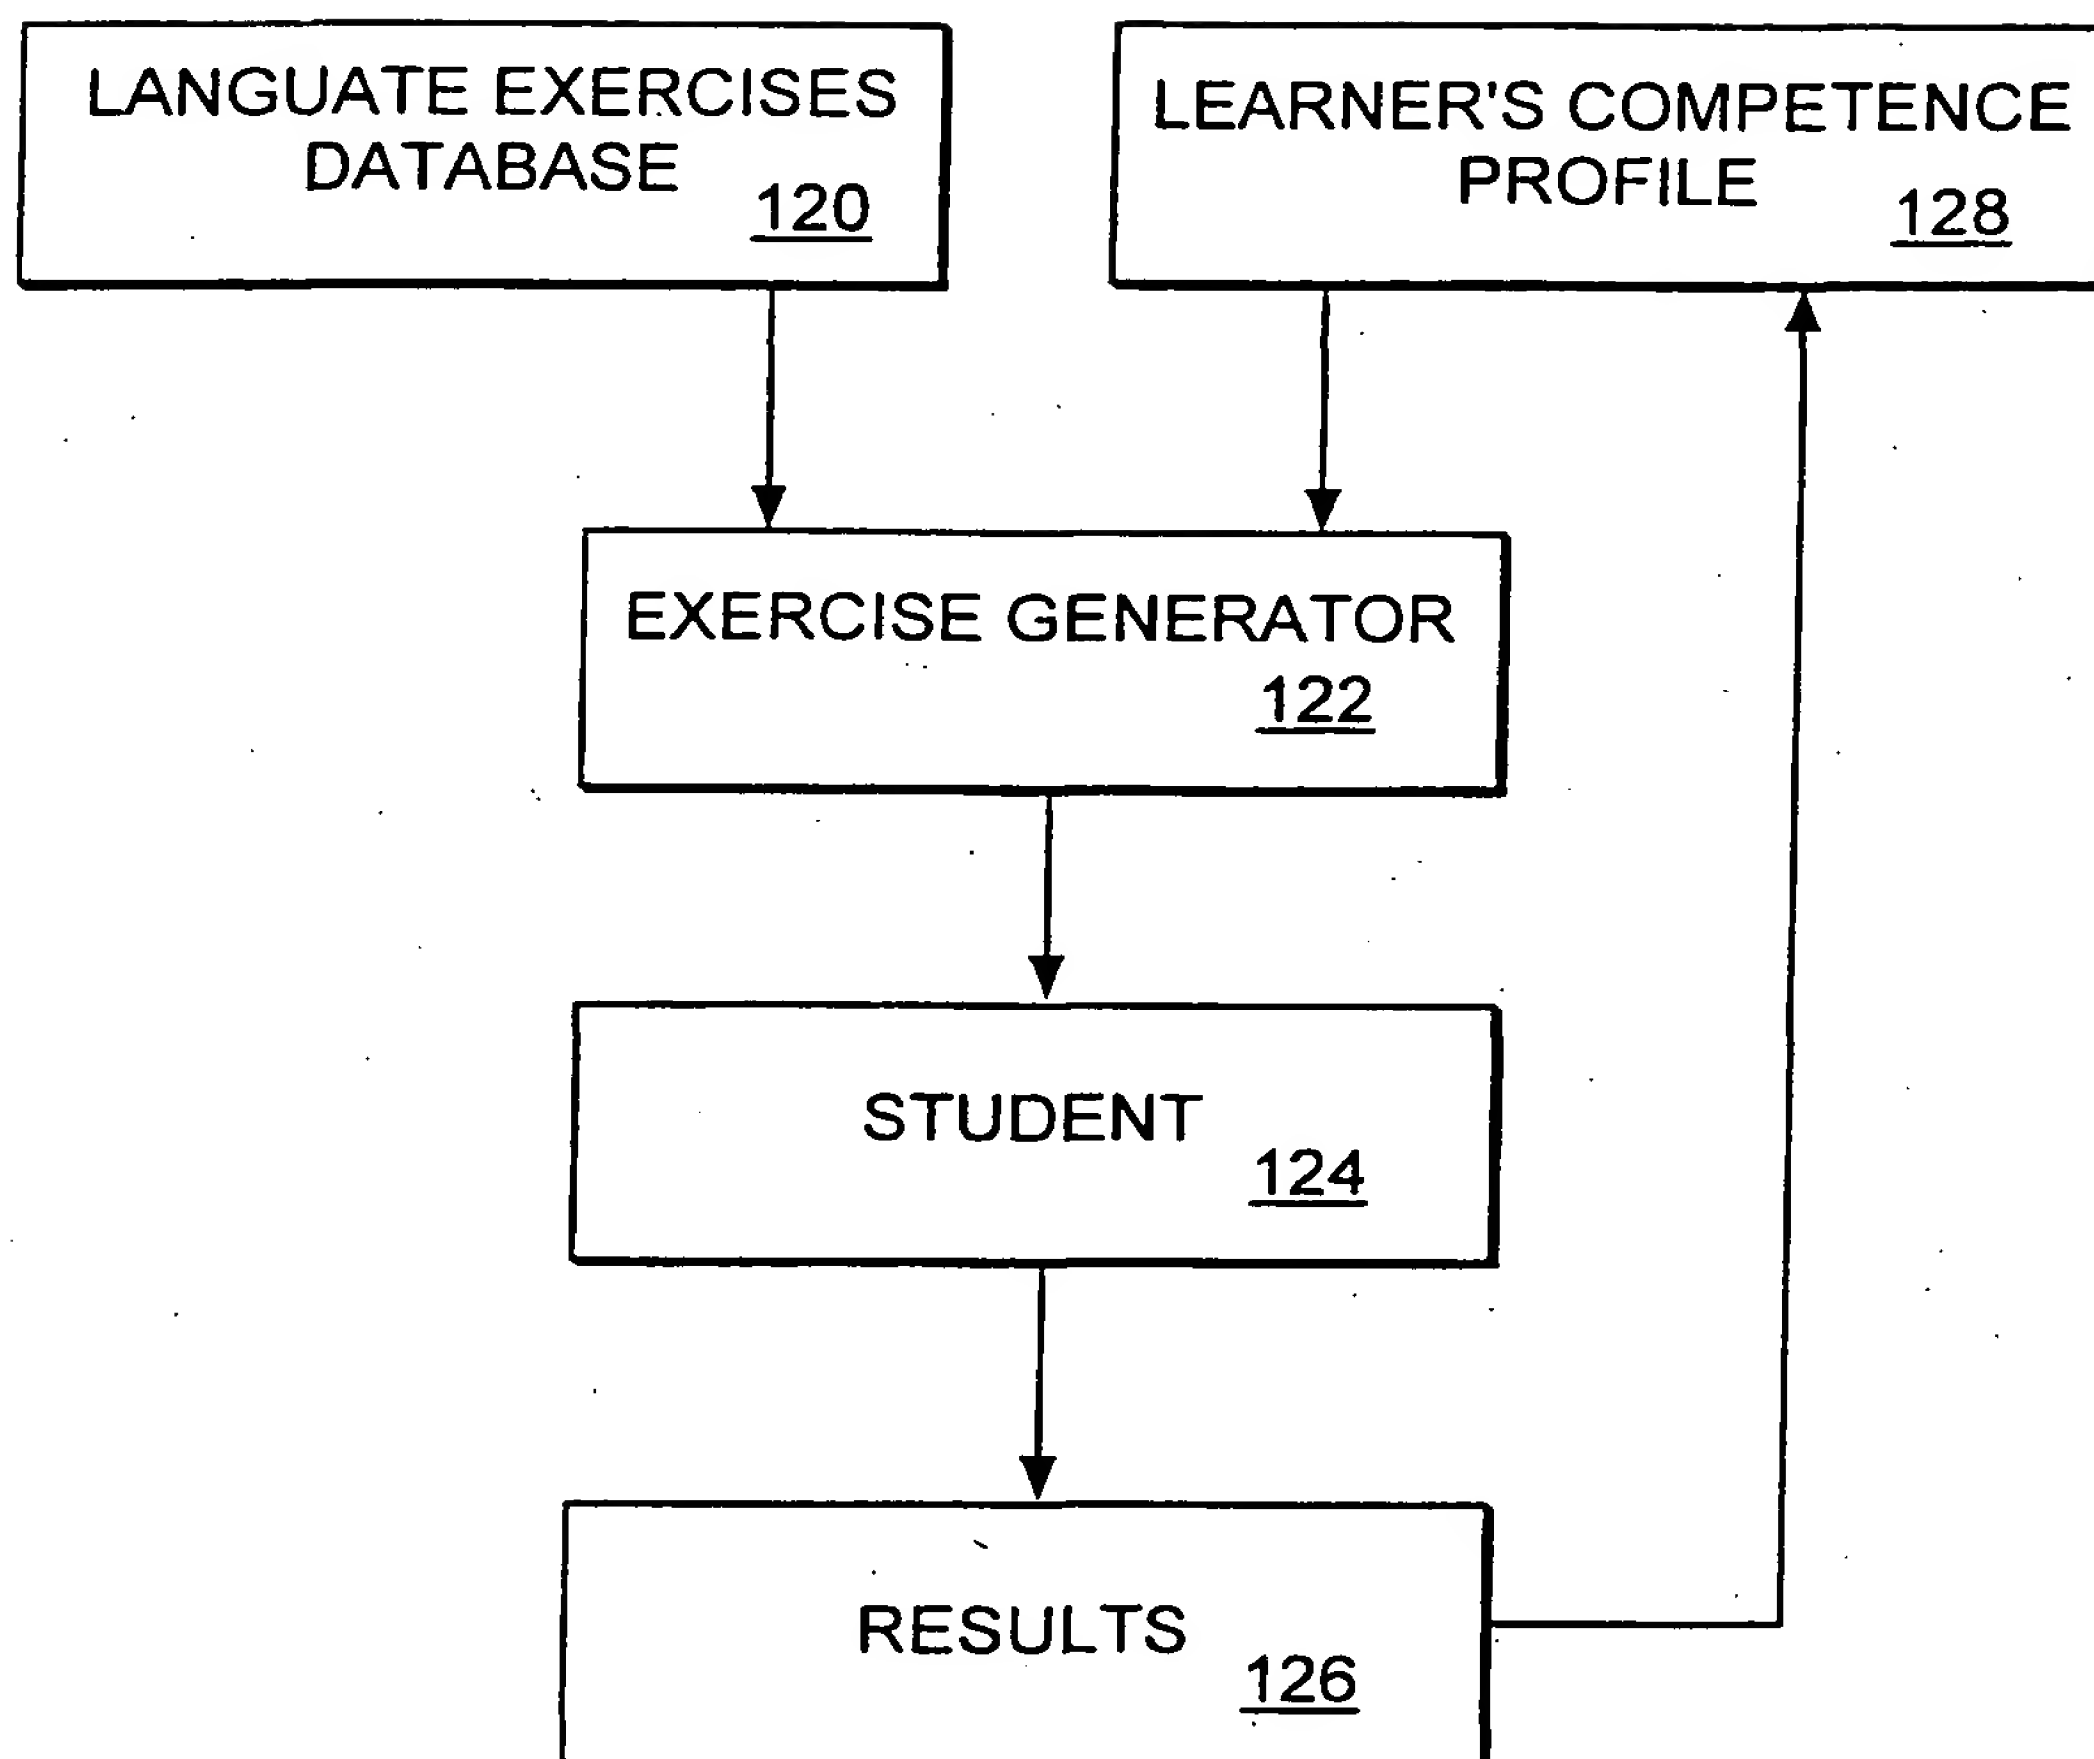 LANGUATE EXERCISES
DATABASE
120
LEARNER'S COMPETENCE
PROFILE
128
EXERCISE GENERATOR
122
STUDENT
124
RESULTS
126